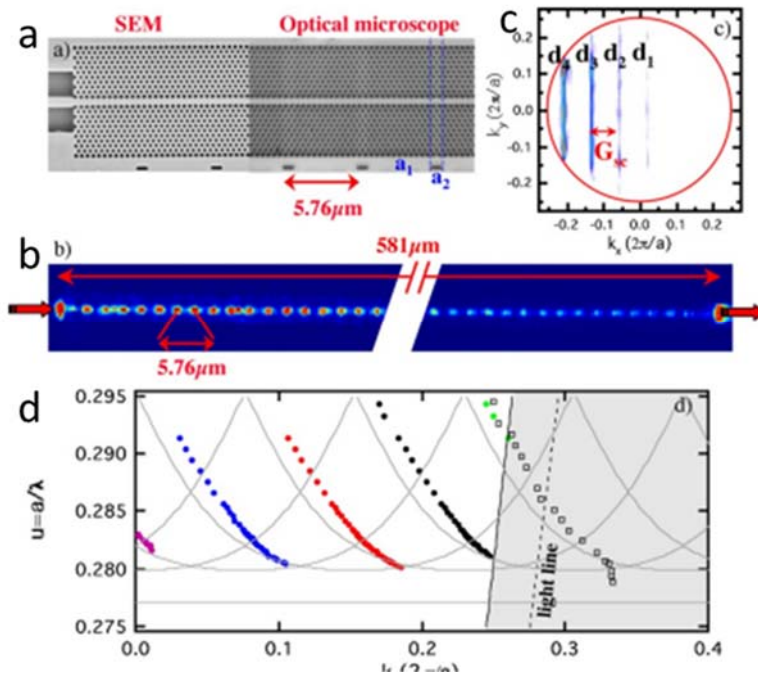 a
SEM
Optical microscope
a)
a₁
a₂
5.76μm
c
c)
d₄ d₃ d₂ d₁
G
kᵧ (2π/a)
0.2
0.1
0.0
-0.1
-0.2
-0.2 -0.1 0.0 0.1 0.2
kₓ (2π/a)
b
b)
581μm
5.76μm
d
d)
u=a/λ
0.295
0.290
0.285
0.280
0.275
light line
0.0 0.1 0.2 0.3 0.4